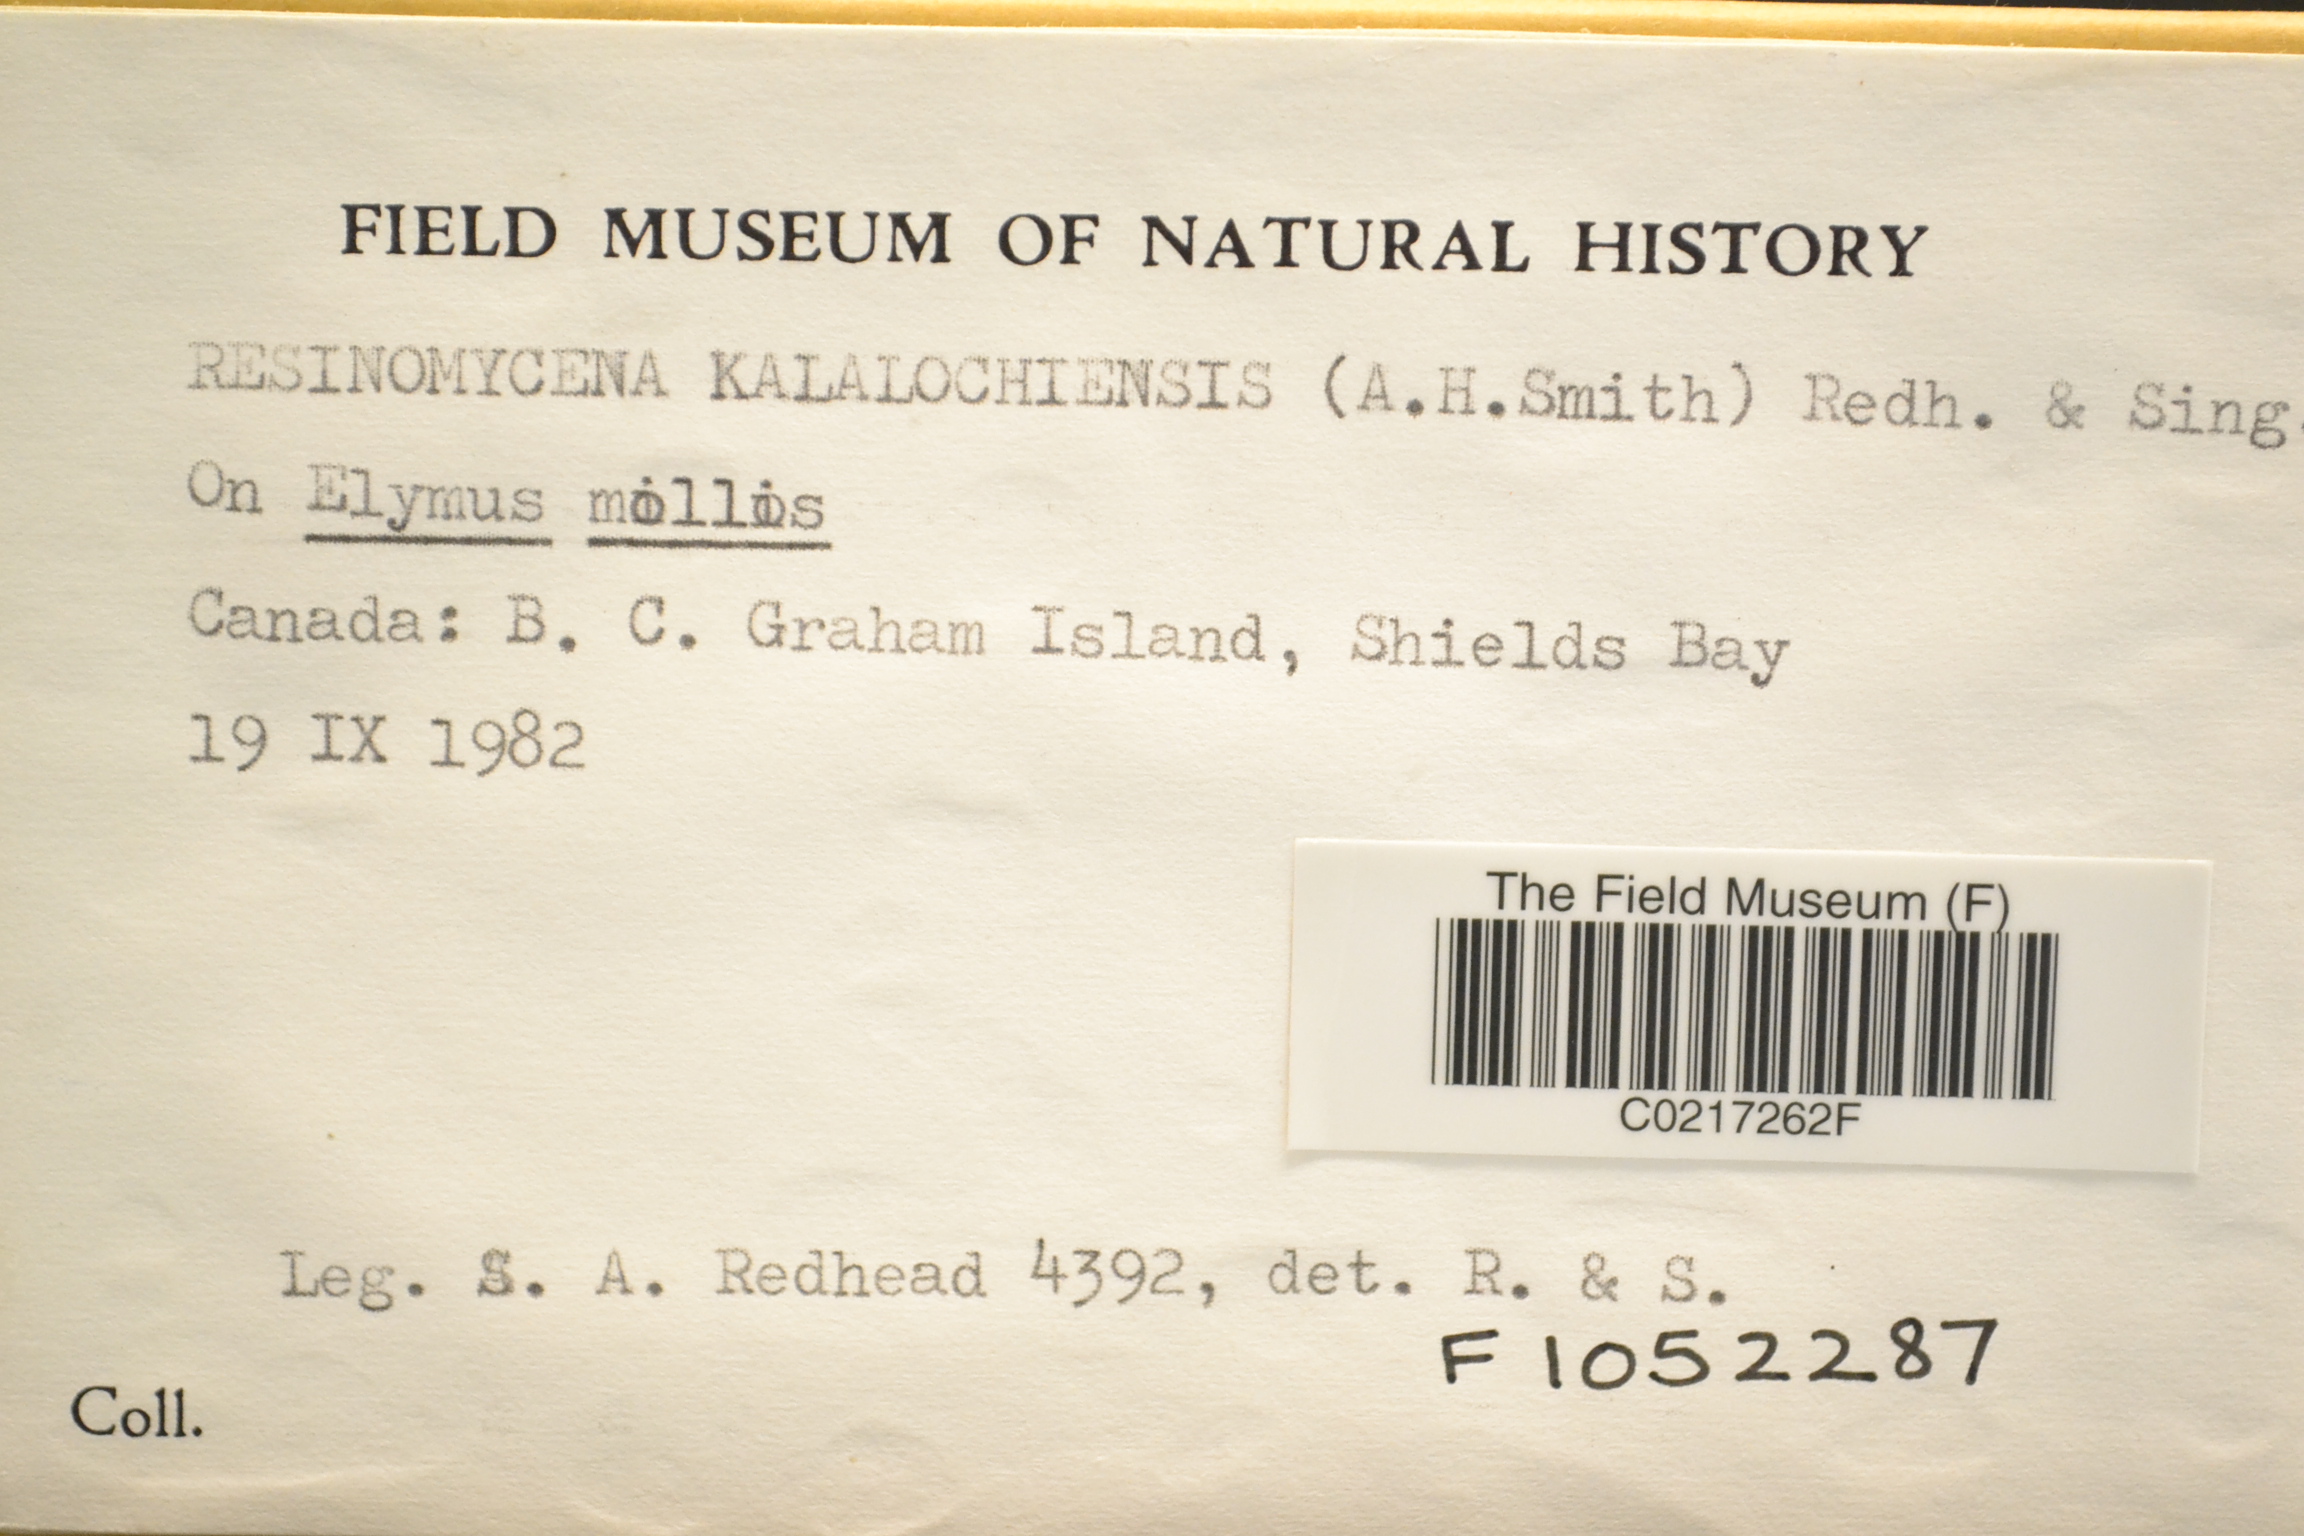 FIELD MUSEUM OF NATURAL HISTORY
RESINOMYCENA KALALOCHIENSIS (A.H.Smith) Redh. & Sing.
On Elymus mollis
Canada: B. C. Graham Island, Shields Bay
19 IX 1982
The Field Museum (F)
C0217262F
Leg. S. A. Redhead 4392, det. R. & S.
F 1052287
Coll.